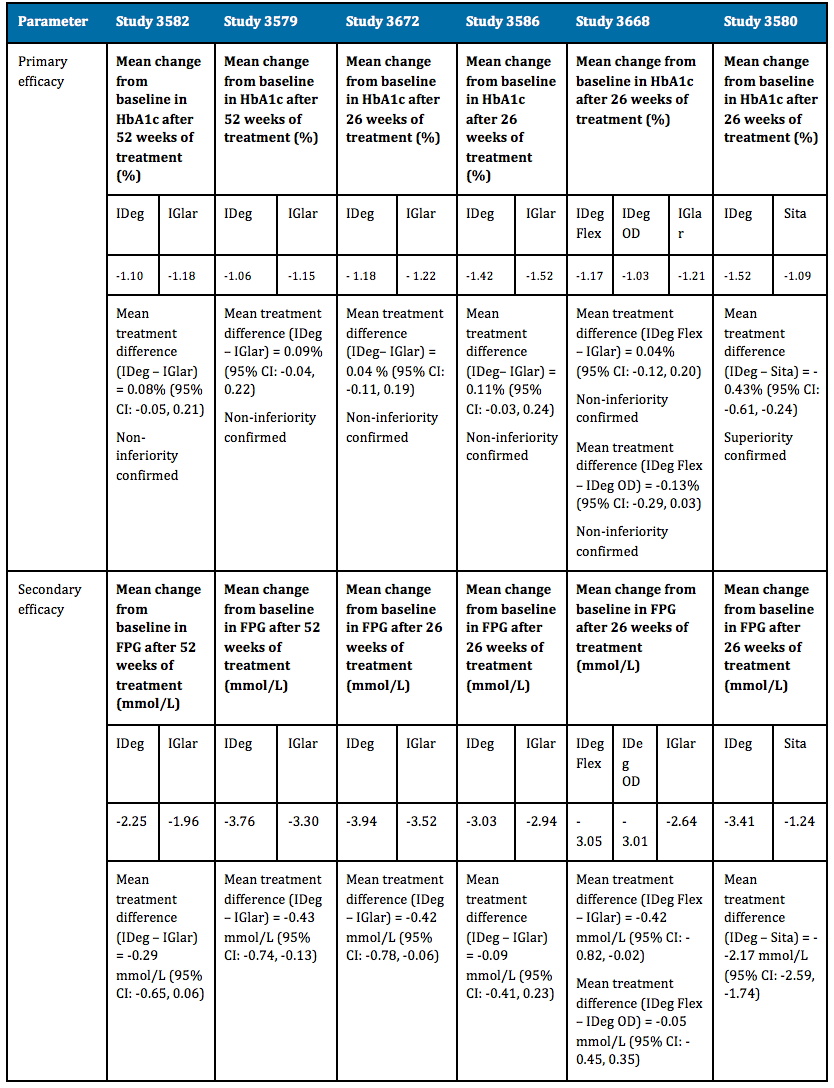 Parameter Study 3582 Study 3579 Study 3672 Study 3586 Study 3668 Study 3580
Primary
efficacy
Mean change
from
baseline in
HbA1c after
52 weeks of
treatment
(%)
Mean change
from baseline
in HbA1c after
52 weeks of
treatment (%)
Mean change
from baseline
in HbA1c after
26 weeks of
treatment (%)
Mean change
from baseline
in HbA1c
after 26
weeks of
treatment
(%)
Mean change from
baseline in HbA1c
after 26 weeks of
treatment (%)
Mean change
from baseline
in HbA1c after
26 weeks of
treatment (%)
IDeg IGlar IDeg IGlar IDeg IGlar IDeg IGlar
IDeg
Flex
IDeg
OD
IGla
r
IDeg Sita
-1.10 -1.18 -1.06 -1.15 - 1.18 - 1.22 -1.42 -1.52 -1.17 -1.03 -1.21 -1.52 -1.09
Mean
treatment
difference
(IDeg – IGlar)
= 0.08% (95%
CI: -0.05, 0.21)
Non-
inferiority
confirmed
Mean treatment
difference (IDeg
– IGlar) = 0.09%
(95% CI: -0.04,
0.22)
Non-inferiority
confirmed
Mean treatment
difference
(IDeg– IGlar) =
0.04 % (95% CI:
-0.11, 0.19)
Non-inferiority
confirmed
Mean
treatment
difference
(IDeg– IGlar) =
0.11% (95%
CI: -0.03, 0.24)
Non-inferiority
confirmed
Mean treatment
difference (IDeg Flex
– IGlar) = 0.04%
(95% CI: -0.12, 0.20)
Non-inferiority
confirmed
Mean treatment
difference (IDeg Flex
– IDeg OD) = -0.13%
(95% CI: -0.29, 0.03)
Non-inferiority
confirmed
Mean
treatment
difference
(IDeg – Sita) = -
0.43% (95% CI:
-0.61, -0.24)
Superiority
confirmed
Secondary
efficacy
Mean change
from
baseline in
FPG after 52
weeks of
treatment
(mmol/L)
Mean change
from baseline
in FPG after 52
weeks of
treatment
(mmol/L)
Mean change
from baseline
in FPG after 26
weeks of
treatment
(mmol/L)
Mean change
from baseline
in FPG after
26 weeks of
treatment
(mmol/L)
Mean change from
baseline in FPG
after 26 weeks of
treatment
(mmol/L)
Mean change
from baseline
in FPG after
26 weeks of
treatment
(mmol/L)
IDeg IGlar IDeg IGlar IDeg IGlar IDeg IGlar
IDeg
Flex
IDe
g
OD
IGlar
IDeg Sita
-2.25 -1.96 -3.76 -3.30 -3.94 -3.52 -3.03 -2.94
-
3.05
-
3.01
-2.64
-3.41 -1.24
Mean
treatment
difference
(IDeg – IGlar)
= -0.29
mmol/L (95%
CI: -0.65, 0.06)
Mean treatment
difference (IDeg
– IGlar) = -0.43
mmol/L (95%
CI: -0.74, -0.13)
Mean treatment
difference (IDeg
– IGlar) = -0.42
mmol/L (95%
CI: -0.78, -0.06)
Mean
treatment
difference
(IDeg – IGlar)
= -0.09
mmol/L (95%
CI: -0.41, 0.23)
Mean treatment
difference (IDeg Flex
– IGlar) = -0.42
mmol/L (95% CI: -
0.82, -0.02)
Mean treatment
difference (IDeg Flex
– IDeg OD) = -0.05
mmol/L (95% CI: -
0.45, 0.35)
Mean
treatment
difference
(IDeg – Sita) = -
-2.17 mmol/L
(95% CI: -2.59,
-1.74)